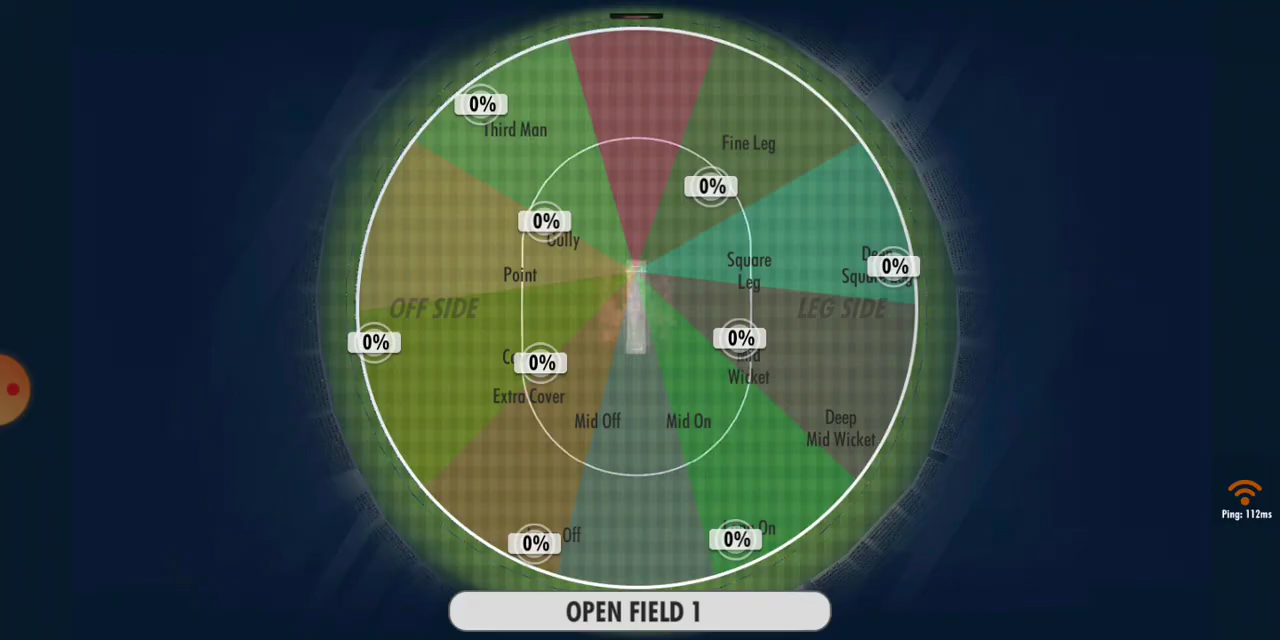 0%
Third Man
Fine Leg
0%
0%
Gully
Point
Square
Leg
0%
OFF SIDE
LEG SIDE
0%
0%
0%
Wicket
Extra Cover
Mid Off
Mid On
Deep
Mid Wicket
0%
Off
0%
On
Ping: 112ms
OPEN FIELD 1